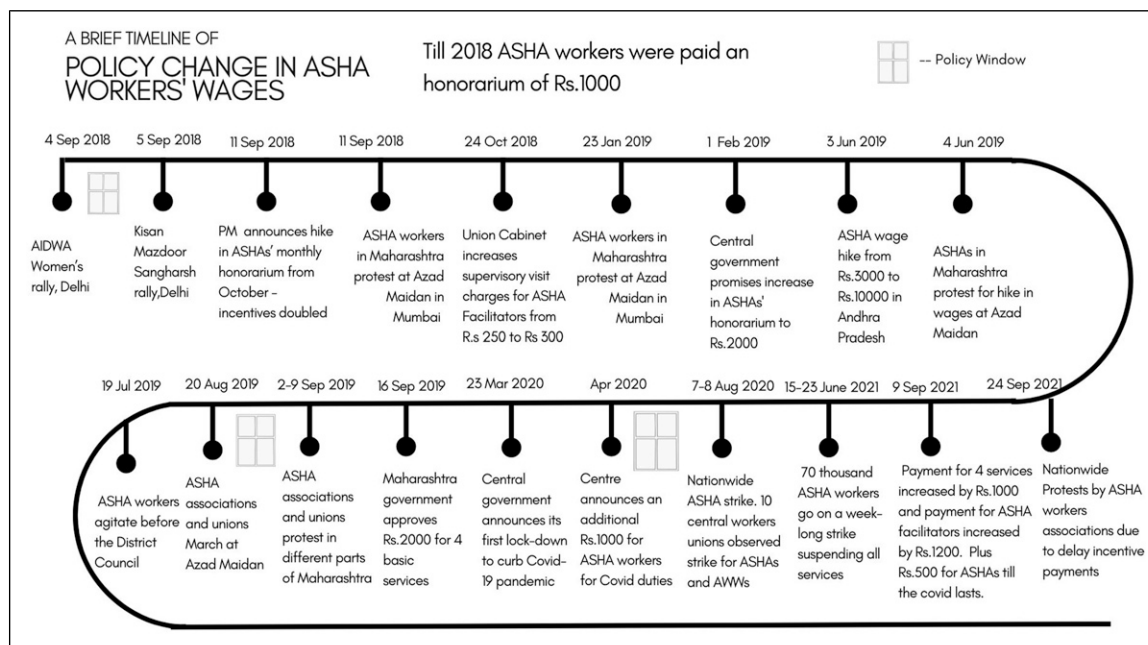 A BRIEF TIMELINE OF
POLICY CHANGE IN ASHA
WORKERS' WAGES
Till 2018 ASHA workers were paid an
honorarium of Rs.1000
-- Policy Window
4 Sep 2018
5 Sep 2018
11 Sep 2018
11 Sep 2018
24 Oct 2018
23 Jan 2019
1 Feb 2019
3 Jun 2019
4 Jun 2019
AIDWA
Women's
rally, Delhi
Kisan
Mazdoor
Sangharsh
rally,Delhi
PM announces hike
in ASHAs' monthly
honorarium from
October -
incentives doubled
ASHA workers
in Maharashtra
protest at Azad
Maidan in
Mumbai
Union Cabinet
increases
supervisory visit
charges for ASHA
Facilitators from
R.s 250 to Rs 300
ASHA workers in
Maharashtra
protest at Azad
Maidan in
Mumbai
Central
government
promises increase
in ASHAs'
honorarium to
Rs.2000
ASHA wage
hike from
Rs.3000 to
Rs.10000 in
Andhra
Pradesh
ASHAs in
Maharashtra
protest for hike in
wages at Azad
Maidan
19 Jul 2019
20 Aug 2019
2-9 Sep 2019
16 Sep 2019
23 Mar 2020
Apr 2020
7-8 Aug 2020
15-23 June 2021
9 Sep 2021
24 Sep 2021
ASHA workers
agitate before
the District
Council
ASHA
associations
and unions
March at
Azad Maidan
ASHA
associations
and unions
protest in
different parts
of Maharashtra
Maharashtra
government
approves
Rs.2000 for 4
basic
services
Central
government
announces its
first lock-down
to curb Covid-
19 pandemic
Centre
announces an
additional
Rs.1000 for
ASHA workers
for Covid duties
Nationwide
ASHA strike. 10
central workers
unions observed
strike for ASHAs
and AWWs
70 thousand
ASHA workers
go on a week-
long strike
suspending all
services
Payment for 4 services
increased by Rs.1000
and payment for ASHA
facilitators increased
by Rs.1200. Plus
Rs.500 for ASHAs till
the covid lasts.
Nationwide
Protests by ASHA
workers
associations due
to delay incentive
payments